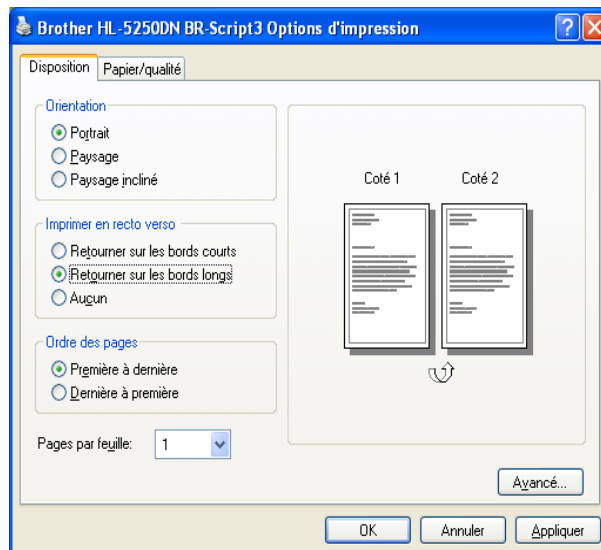 Brother HL-5250DN BR-Script3 Options d'impression
Disposition
Papier/qualité
Orientation
Portrait
Paysage
Paysage incliné
Imprimer en recto verso
Retourner sur les bords courts
Retourner sur les bords longs
Aucun
Ordre des pages
Première à dernière
Dernière à première
Pages par feuille: 1
Coté 1 Coté 2
Avancé...
OK Annuler Appliquer